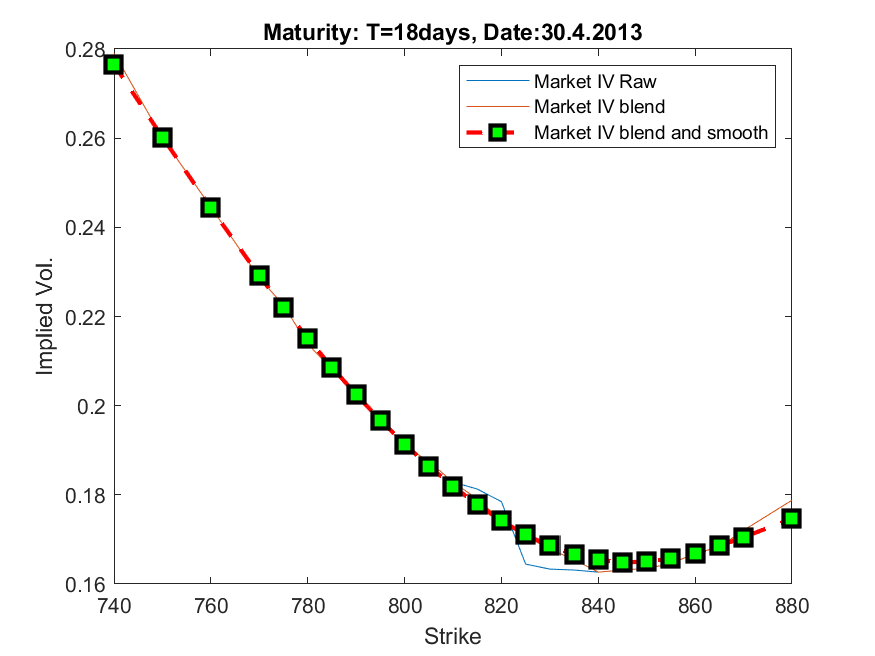 Maturity: T=18days, Date:30.4.2013
0.28
0.26
0.24
0.22
0.2
0.18
0.16
Implied Vol.
Market IV Raw
Market IV blend
Market IV blend and smooth
740 760 780 800 820 840 860 880
Strike